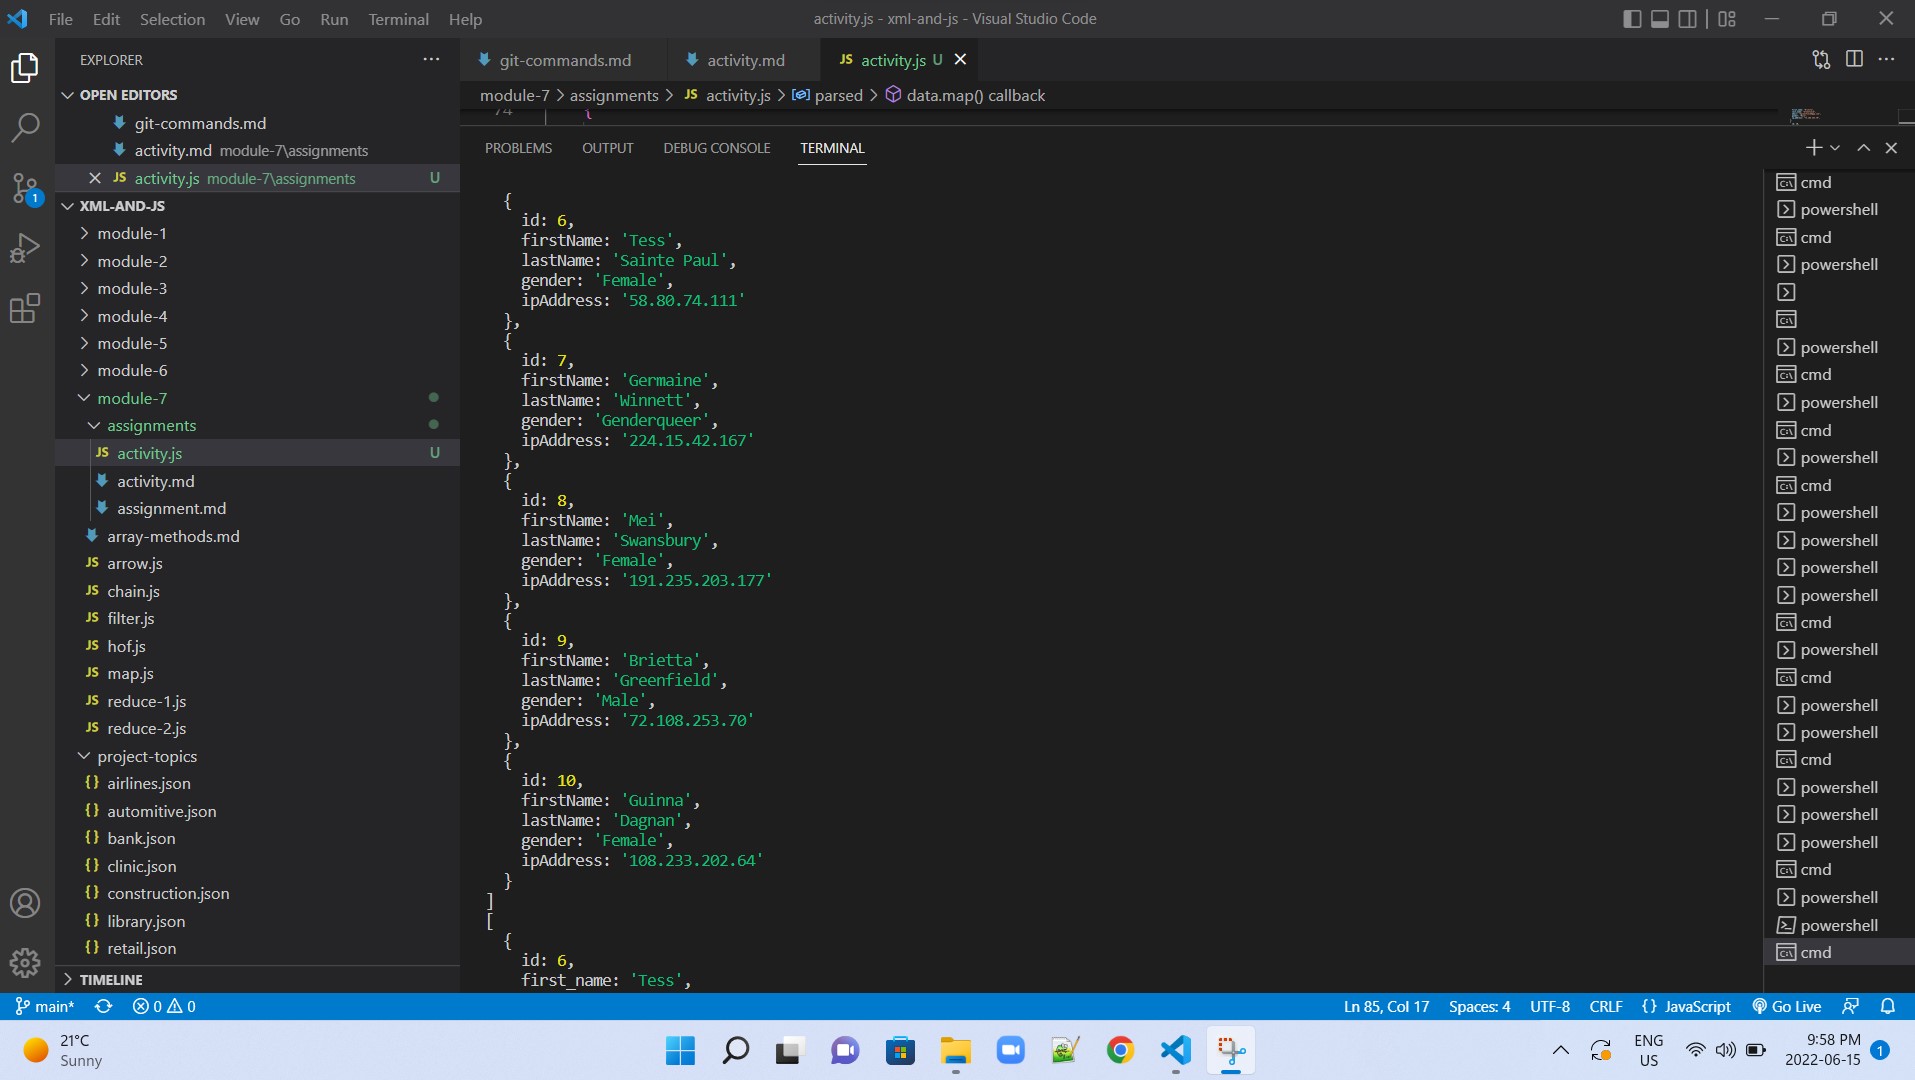 File Edit Selection View Go Run Terminal Help
activity.js - xml-and-js - Visual Studio Code
EXPLORER
OPEN EDITORS
git-commands.md
activity.md module-7\assignments
activity.js module-7\assignments U
1
XML-AND-JS
module-1
module-2
module-3
module-4
module-5
module-6
module-7
assignments
JS activity.js U
activity.md
assignment.md
array-methods.md
JS arrow.js
JS chain.js
JS filter.js
JS hof.js
JS map.js
JS reduce-1.js
JS reduce-2.js
project-topics
{} airlines.json
{} automitive.json
{} bank.json
{} clinic.json
{} construction.json
{} library.json
{} retail.json
TIMELINE
git-commands.md activity.md JS activity.js U
module-7 > assignments > JS activity.js > parsed > data.map() callback
74 {
PROBLEMS OUTPUT DEBUG CONSOLE TERMINAL
{
id: 6,
firstName: 'Tess',
lastName: 'Sainte Paul',
gender: 'Female',
ipAddress: '58.80.74.111'
},
{
id: 7,
firstName: 'Germaine',
lastName: 'Winnett',
gender: 'Genderqueer',
ipAddress: '224.15.42.167'
},
{
id: 8,
firstName: 'Mei',
lastName: 'Swansbury',
gender: 'Female',
ipAddress: '191.235.203.177'
},
{
id: 9,
firstName: 'Brietta',
lastName: 'Greenfield',
gender: 'Male',
ipAddress: '72.108.253.70'
},
{
id: 10,
firstName: 'Guinna',
lastName: 'Dagnan',
gender: 'Female',
ipAddress: '108.233.202.64'
}
]
[
{
id: 6,
first_name: 'Tess',
cmd
powershell
cmd
powershell
powershell
cmd
powershell
cmd
powershell
cmd
powershell
powershell
powershell
powershell
cmd
powershell
cmd
powershell
powershell
cmd
powershell
powershell
powershell
cmd
powershell
powershell
cmd
main* 0 0 Ln 85, Col 17 Spaces: 4 UTF-8 CRLF {} JavaScript Go Live
21°C
Sunny
ENG
US
9:58 PM
2022-06-15
1